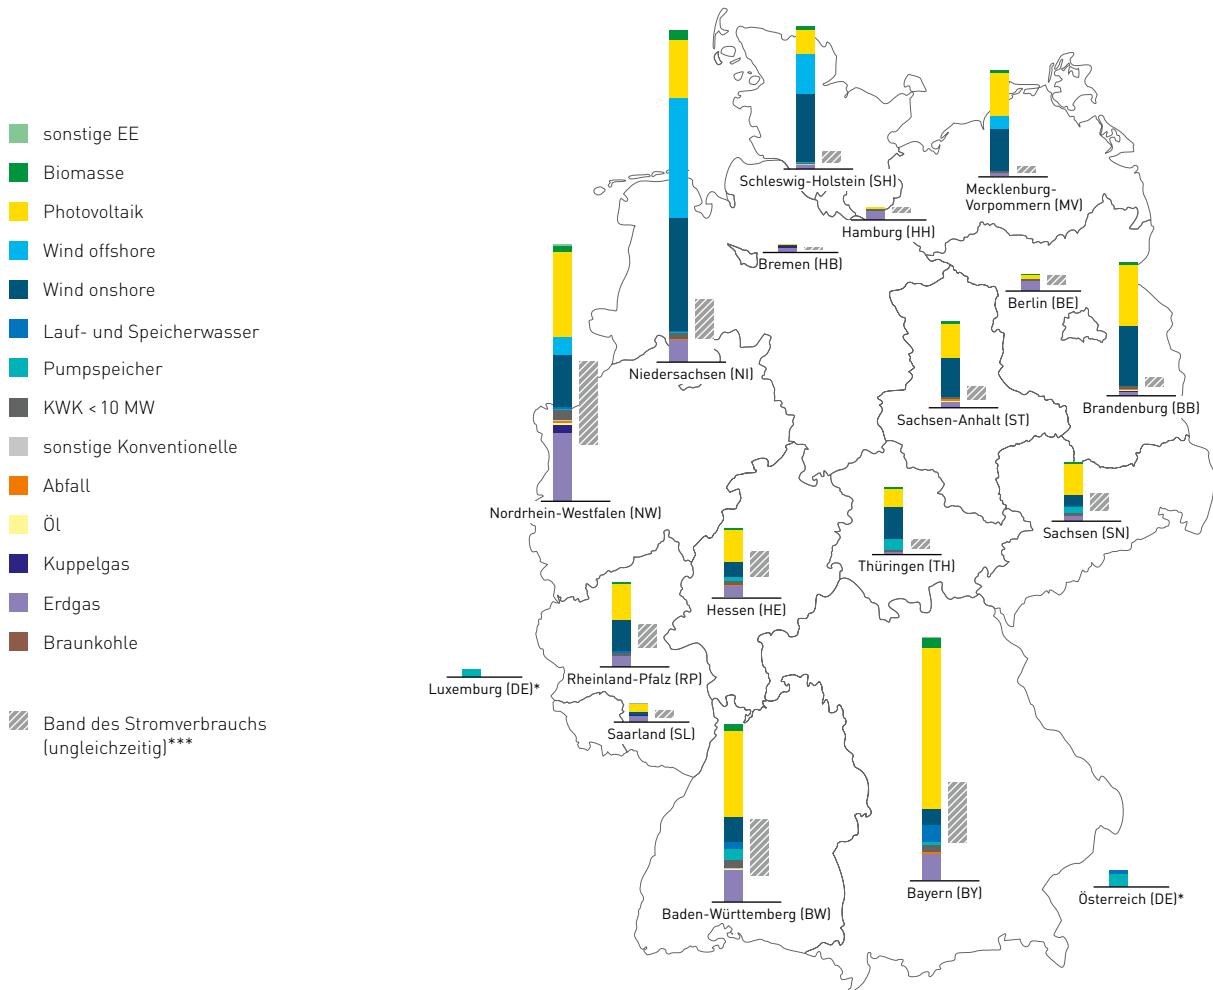 sonstige EE
Biomasse
Photovoltaik
Wind offshore
Wind onshore
Lauf- und Speicherwasser
Pumpspeicher
KWK < 10 MW
sonstige Konventionelle
Abfall
Öl
Kuppelgas
Erdgas
Braunkohle
Band des Stromverbrauchs
(ungleichzeitig)***
Schleswig-Holstein (SH)
Mecklenburg-
Vorpommern (MV)
Hamburg (HH)
Bremen (HB)
Berlin (BE)
Niedersachsen (NI)
Brandenburg (BB)
Sachsen-Anhalt (ST)
Nordrhein-Westfalen (NW)
Sachsen (SN)
Thüringen (TH)
Hessen (HE)
Rheinland-Pfalz (RP)
Luxemburg (DE)*
Saarland (SL)
Bayern (BY)
Österreich (DE)*
Baden-Württemberg (BW)